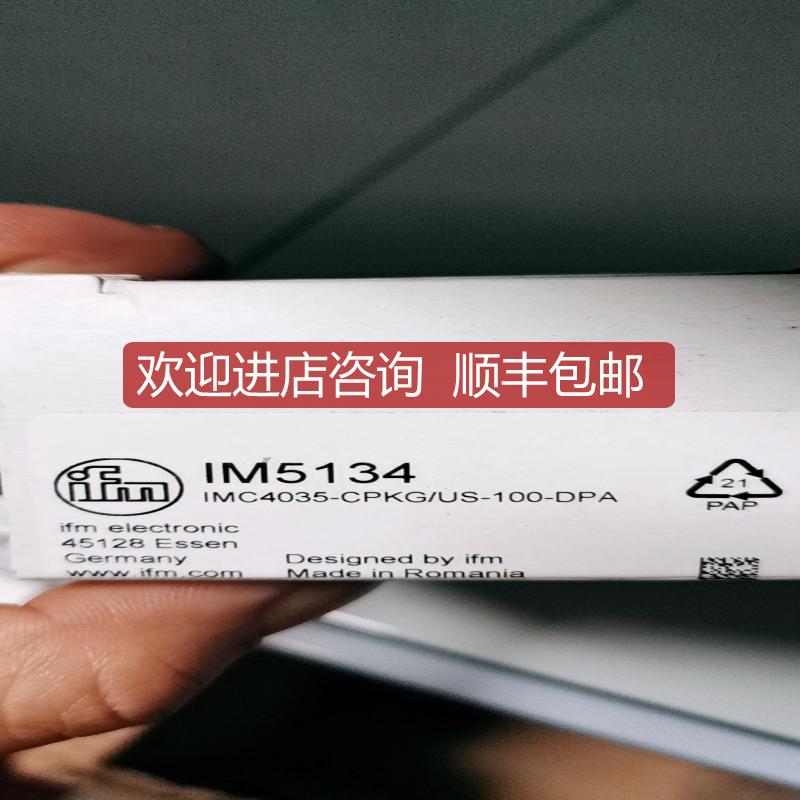 欢迎进店咨询 顺丰包邮
ifm
IM5134
IMC4035-CPKG/US-100-DPA
21
PAP
ifm electronic
45128 Essen
Germany
www.ifm.com
Designed by ifm
Made in Romania